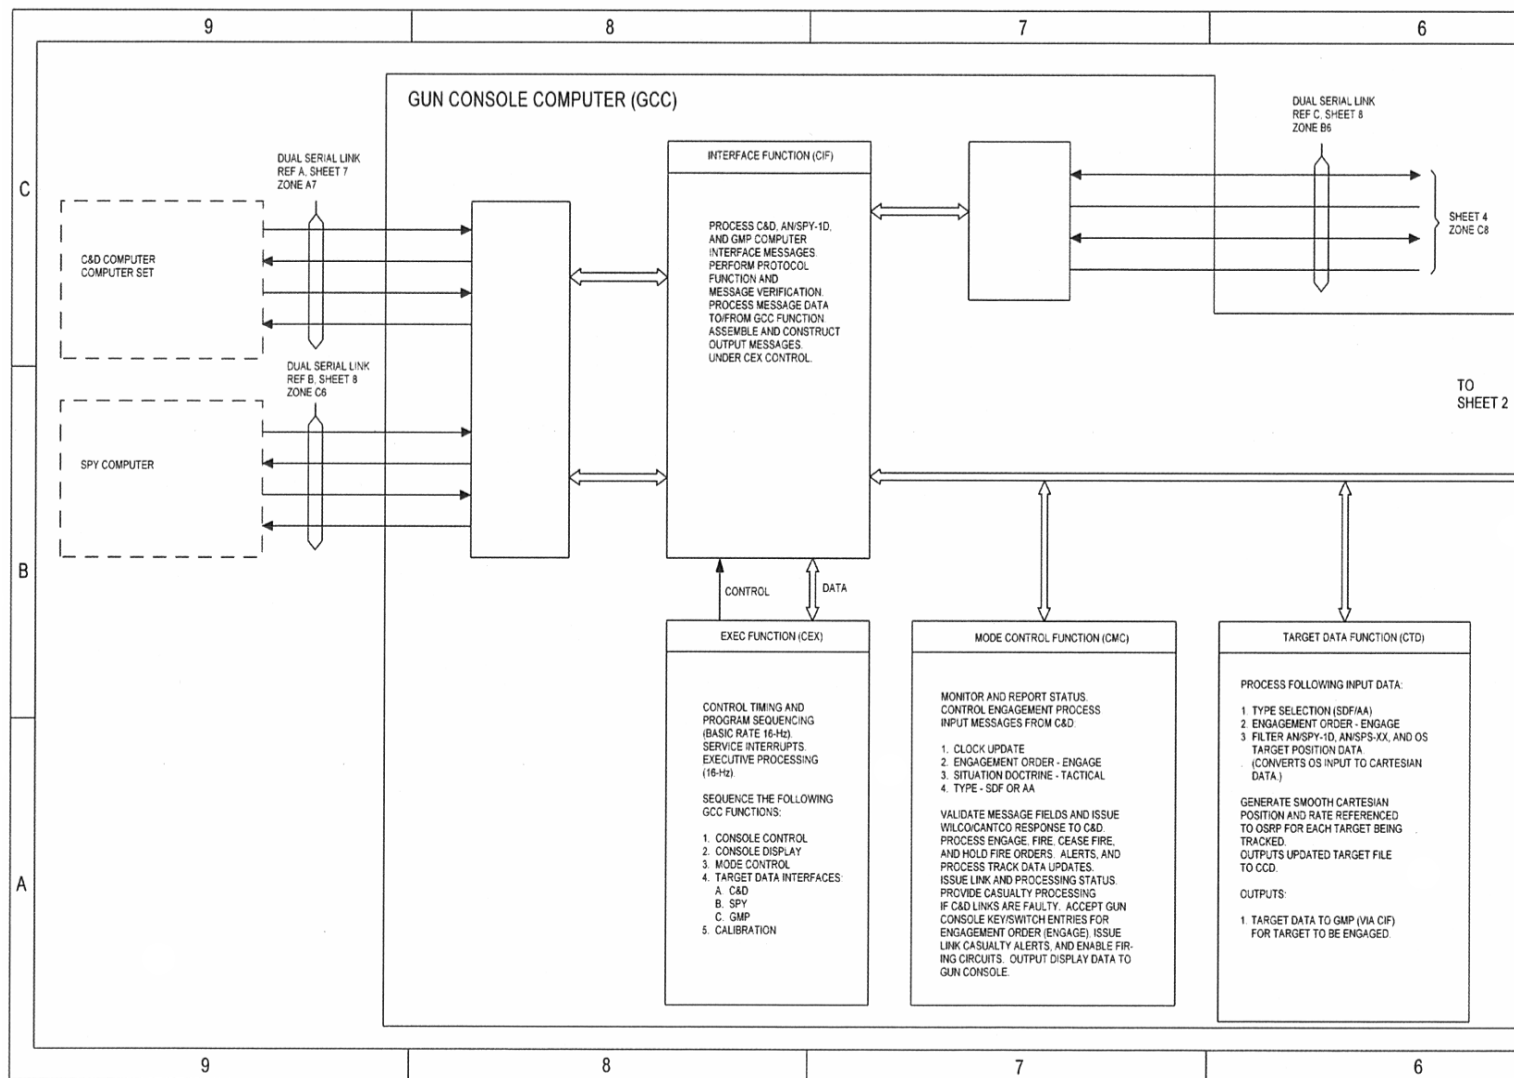 9 8 7 6
GUN CONSOLE COMPUTER (GCC)
DUAL SERIAL LINK
REF C, SHEET 8
ZONE B6
DUAL SERIAL LINK
REF A, SHEET 7
ZONE A7
C
C&D COMPUTER
COMPUTER SET
INTERFACE FUNCTION (CIF)
PROCESS C&D, AN/SPY-1D,
AND GMP COMPUTER
INTERFACE MESSAGES.
PERFORM PROTOCOL
FUNCTION AND
MESSAGE VERIFICATION.
PROCESS MESSAGE DATA
TO/FROM GCC FUNCTION
ASSEMBLE AND CONSTRUCT
OUTPUT MESSAGES.
UNDER CEX CONTROL.
SHEET 4
ZONE C8
DUAL SERIAL LINK
REF B, SHEET 8
ZONE C6
TO
SHEET 2
SPY COMPUTER
B
CONTROL
DATA
EXEC FUNCTION (CEX)
CONTROL TIMING AND
PROGRAM SEQUENCING
(BASIC RATE 16-Hz).
SERVICE INTERRUPTS.
EXECUTIVE PROCESSING
(16-Hz).
SEQUENCE THE FOLLOWING
GCC FUNCTIONS:
1. CONSOLE CONTROL
2. CONSOLE DISPLAY
3. MODE CONTROL
4. TARGET DATA INTERFACES:
A. C&D
B. SPY
C. GMP
5. CALIBRATION
MODE CONTROL FUNCTION (CMC)
MONITOR AND REPORT STATUS.
CONTROL ENGAGEMENT PROCESS
INPUT MESSAGES FROM C&D.
1. CLOCK UPDATE
2. ENGAGEMENT ORDER - ENGAGE
3. SITUATION DOCTRINE - TACTICAL
4. TYPE - SDF OR AA
VALIDATE MESSAGE FIELDS AND ISSUE
WILCO/CANTCO RESPONSE TO C&D.
PROCESS ENGAGE, FIRE, CEASE FIRE,
AND HOLD FIRE ORDERS. ALERTS, AND
PROCESS TRACK DATA UPDATES.
ISSUE LINK AND PROCESSING STATUS.
PROVIDE CASUALTY PROCESSING
IF C&D LINKS ARE FAULTY. ACCEPT GUN
CONSOLE KEY/SWITCH ENTRIES FOR
ENGAGEMENT ORDER (ENGAGE). ISSUE
LINK CASUALTY ALERTS, AND ENABLE FIR-
ING CIRCUITS. OUTPUT DISPLAY DATA TO
GUN CONSOLE.
TARGET DATA FUNCTION (CTD)
PROCESS FOLLOWING INPUT DATA:
1. TYPE SELECTION (SDF/AA)
2. ENGAGEMENT ORDER - ENGAGE
3 FILTER AN/SPY-1D, AN/SPS-XX, AND OS
TARGET POSITION DATA.
(CONVERTS OS INPUT TO CARTESIAN
DATA.)
GENERATE SMOOTH CARTESIAN
POSITION AND RATE REFERENCED
TO OSRP FOR EACH TARGET BEING
TRACKED.
OUTPUTS UPDATED TARGET FILE
TO CCD.
OUTPUTS:
1. TARGET DATA TO GMP (VIA CIF)
FOR TARGET TO BE ENGAGED.
A
9 8 7 6